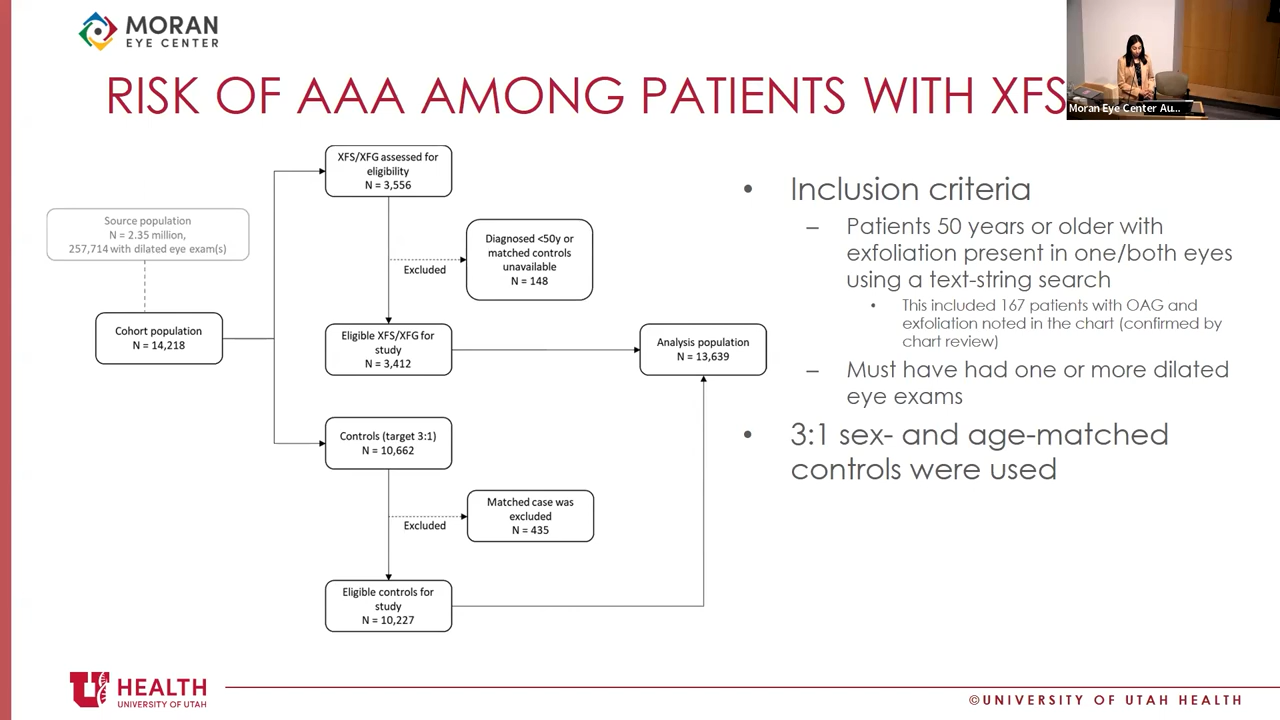 MORAN
EYE CENTER
RISK OF AAA AMONG PATIENTS WITH XFS
Moran Eye Center Au...
Source population
N = 2.35 million,
257,714 with dilated eye exam(s)
Cohort population
N = 14,218
XFS/XFG assessed for
eligibility
N = 3,556
Excluded
Diagnosed <50y or
matched controls
unavailable
N = 148
Eligible XFS/XFG for
study
N = 3,412
Analysis population
N = 13,639
Controls (target 3:1)
N = 10,662
Excluded
Matched case was
excluded
N = 435
Eligible controls for
study
N = 10,227
• Inclusion criteria
– Patients 50 years or older with
exfoliation present in one/both eyes
using a text-string search
• This included 167 patients with OAG and
exfoliation noted in the chart (confirmed by
chart review)
– Must have had one or more dilated
eye exams
• 3:1 sex- and age-matched
controls were used
U HEALTH
UNIVERSITY OF UTAH
©UNIVERSITY OF UTAH HEALTH